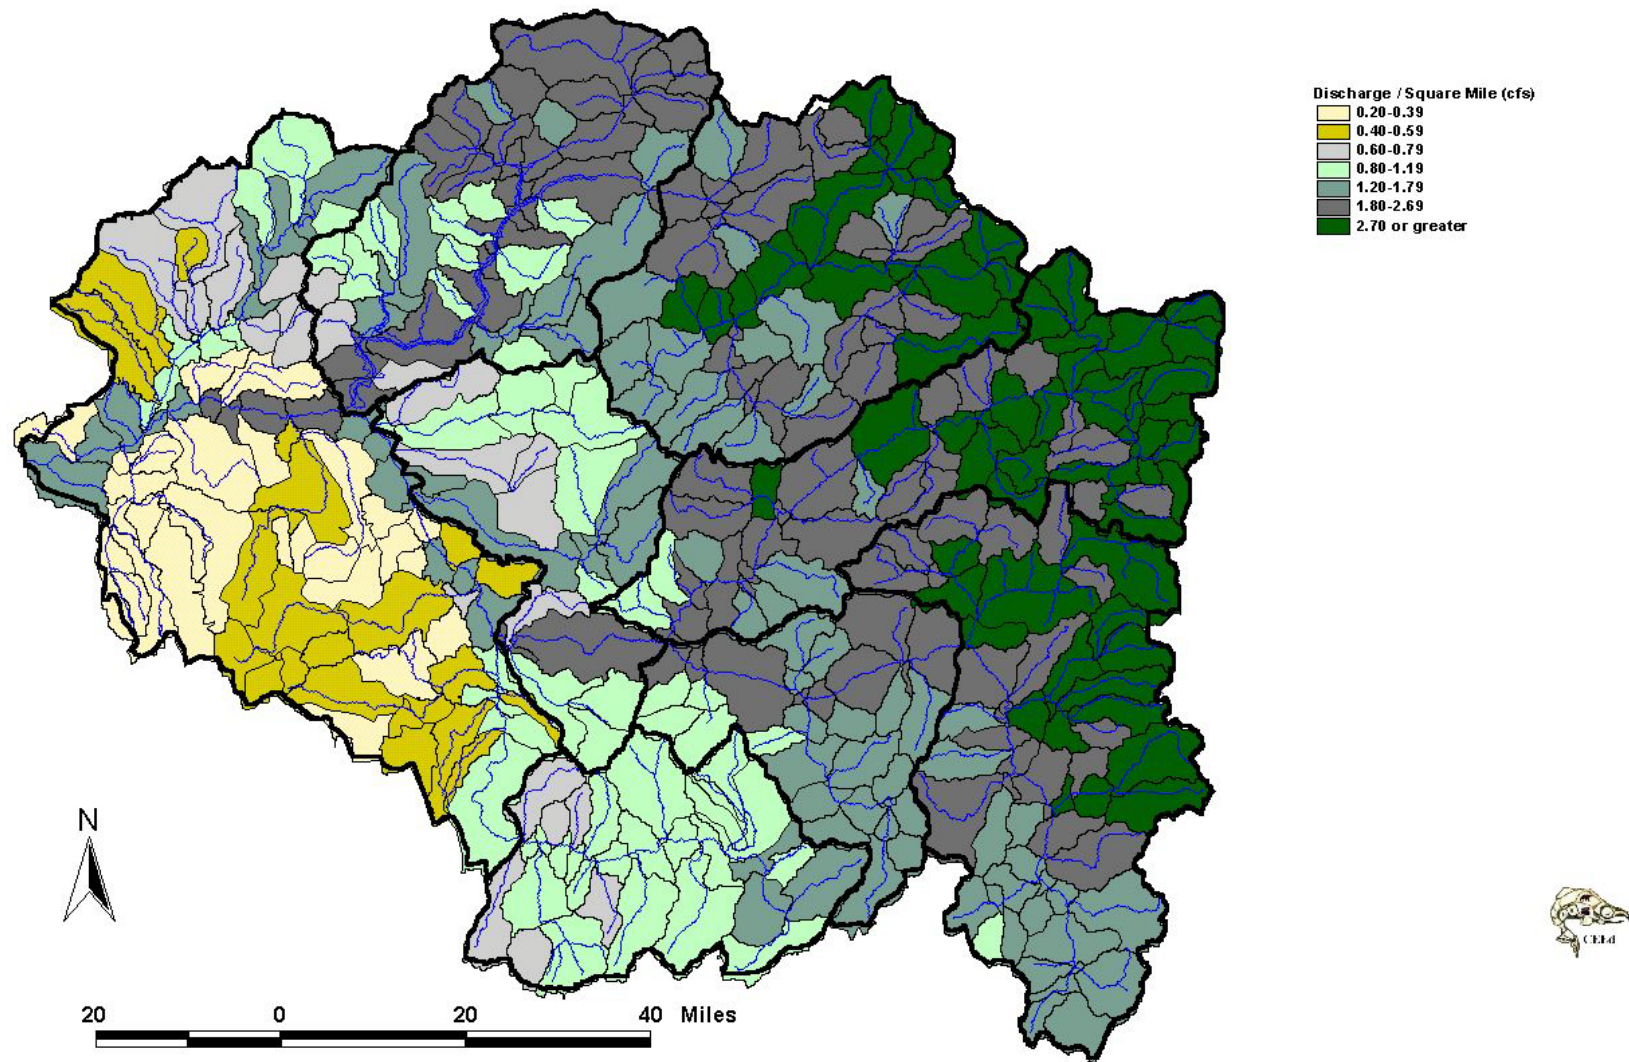 Discharge / Square Mile (cfs)
0.20-0.39
0.40-0.59
0.60-0.79
0.80-1.19
1.20-1.79
1.80-2.69
2.70 or greater
N
20 0 20 40 Miles